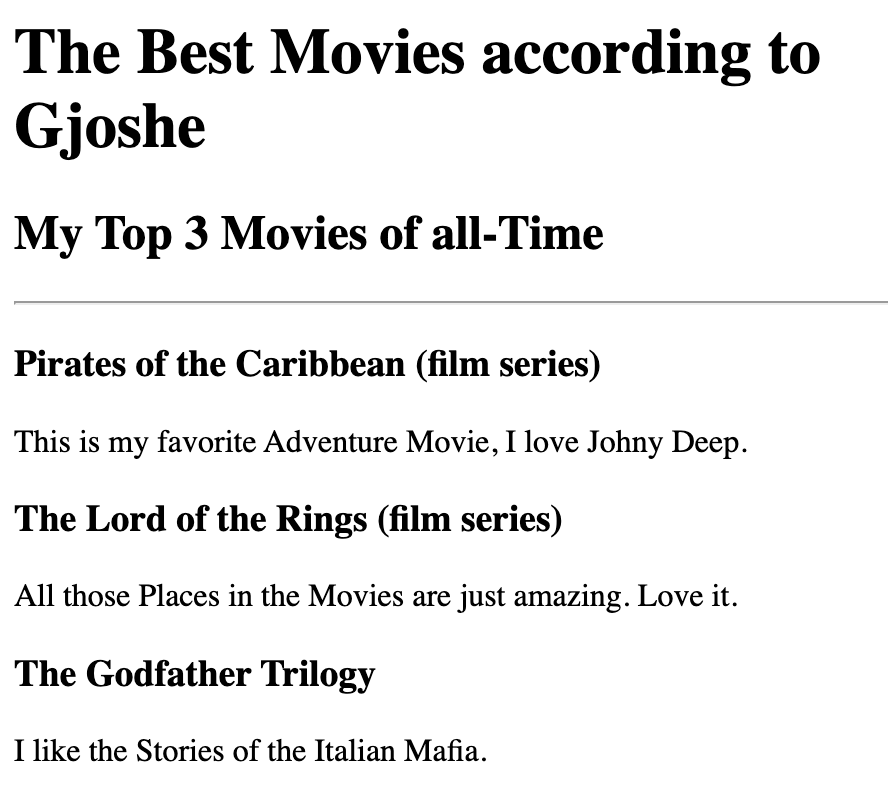 The Best Movies according to
Gjoshe
My Top 3 Movies of all-Time
Pirates of the Caribbean (film series)
This is my favorite Adventure Movie, I love Johny Deep.
The Lord of the Rings (film series)
All those Places in the Movies are just amazing. Love it.
The Godfather Trilogy
I like the Stories of the Italian Mafia.